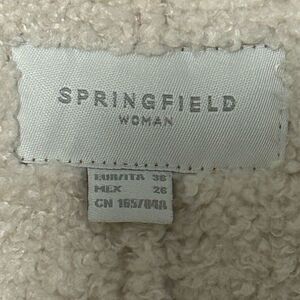 SPRINGFIELD
WOMAN
EUR/ITA 36
MEX 26
CN 165/84A